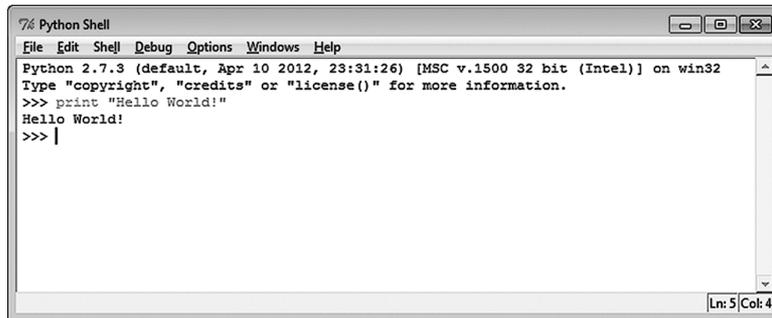 Python Shell
File Edit Shell Debug Options Windows Help
Python 2.7.3 (default, Apr 10 2012, 23:31:26) [MSC v.1500 32 bit (Intel)] on win32
Type "copyright", "credits" or "license()" for more information.
>>> print "Hello World!"
Hello World!
>>>
Ln: 5 Col: 4